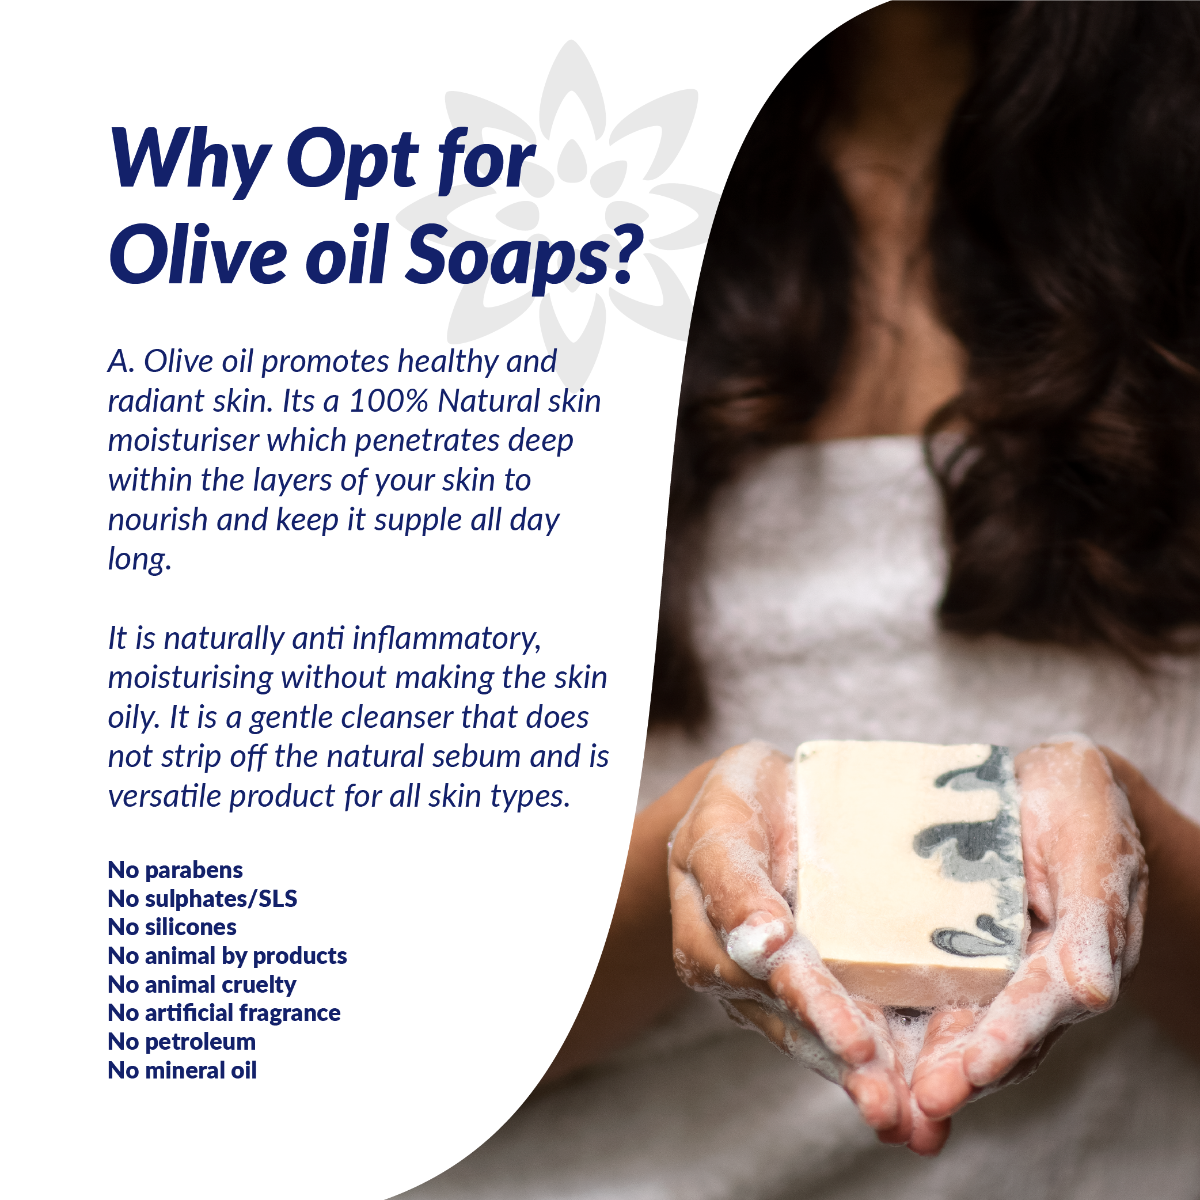 Why Opt for
Olive oil Soaps?
A. Olive oil promotes healthy and
radiant skin. Its a 100% Natural skin
moisturiser which penetrates deep
within the layers of your skin to
nourish and keep it supple all day
long.
It is naturally anti inflammatory,
moisturising without making the skin
oily. It is a gentle cleanser that does
not strip off the natural sebum and is
versatile product for all skin types.
No parabens
No sulphates/SLS
No silicones
No animal by products
No animal cruelty
No artificial fragrance
No petroleum
No mineral oil